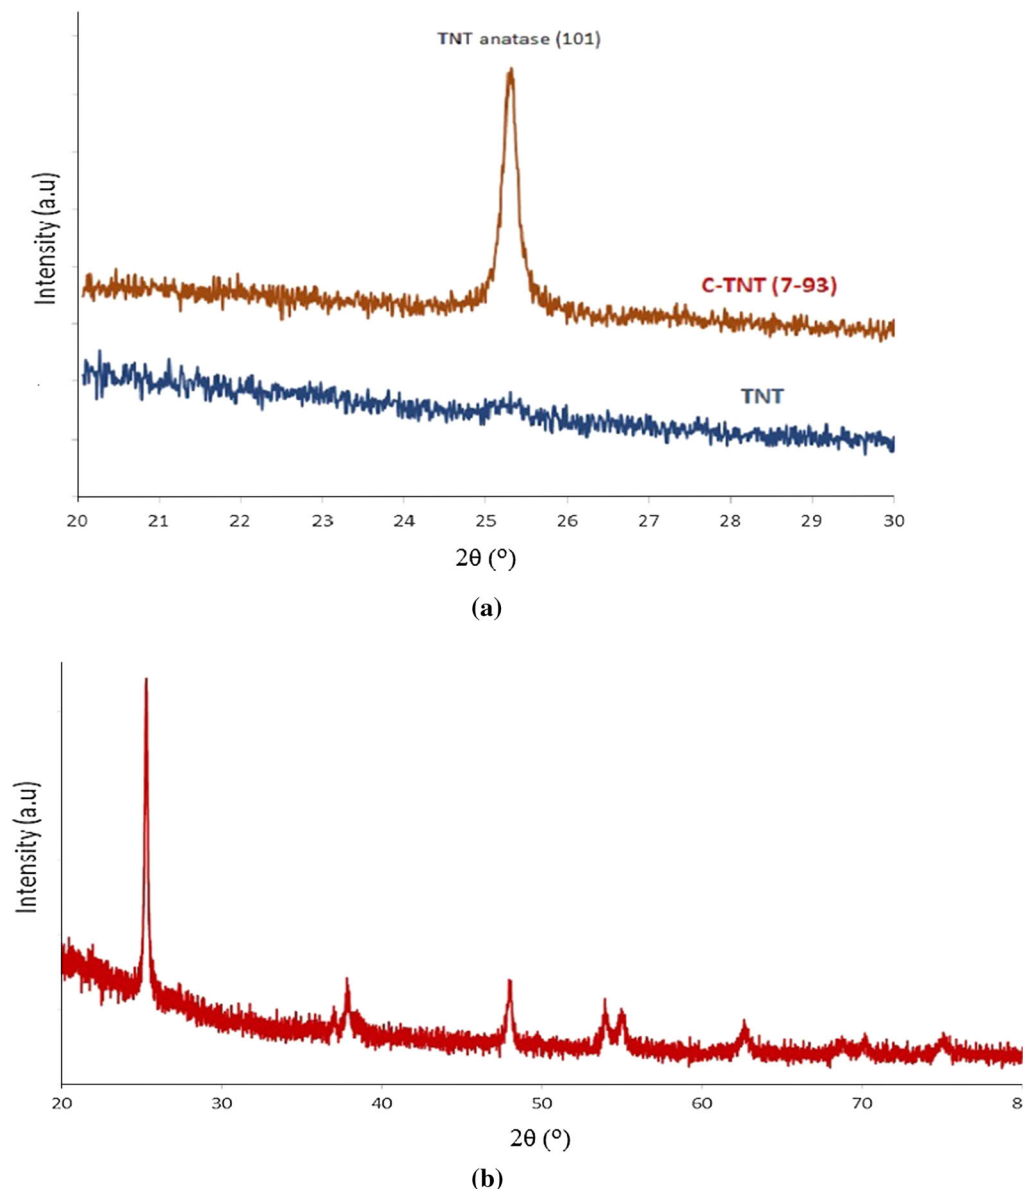 TNT anatase (101)
Intensity (a.u)
C-TNT (7-93)
TNT
20 21 22 23 24 25 26 27 28 29 30
2θ (°)
(a)
Intensity (a.u)
20 30 40 50 60 70 8
2θ (°)
(b)